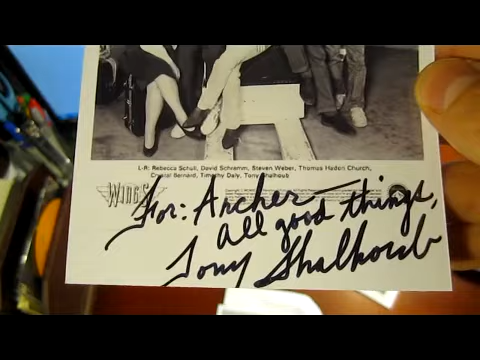 L-R: Rebecca Schull, David Schramm, Steven Weber, Thomas Haden Church,
Crystal Bernard, Timothy Daly, Tony Shalhoub
WINGS
For: Archer
all good things,
Tony Shalhoub